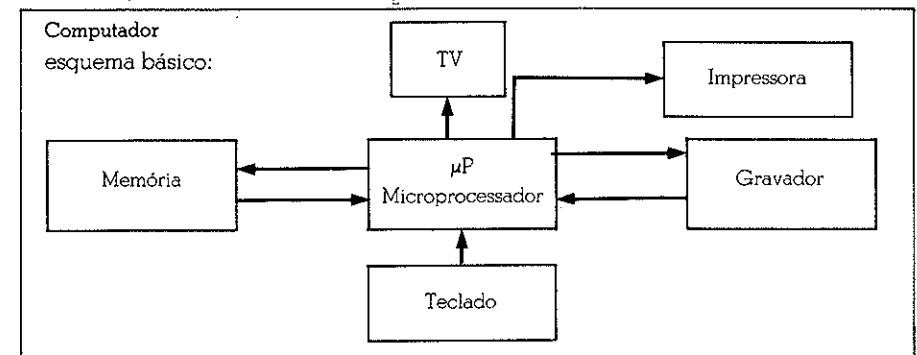 Computador
esquema básico:
TV
Impressora
Memória
µP
Microprocessador
Gravador
Teclado